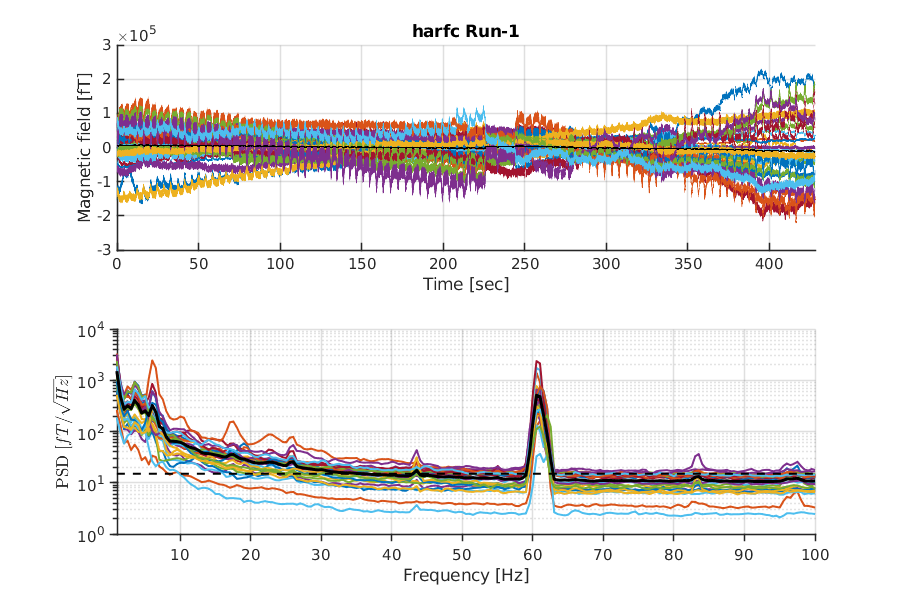 harfc Run-1
×10^5
Magnetic field [fT]
3
2
1
0
-1
-2
-3
0 50 100 150 200 250 300 350 400
Time [sec]
PSD [fT/√Hz]
10^4
10^3
10^2
10^1
10^0
10 20 30 40 50 60 70 80 90 100
Frequency [Hz]